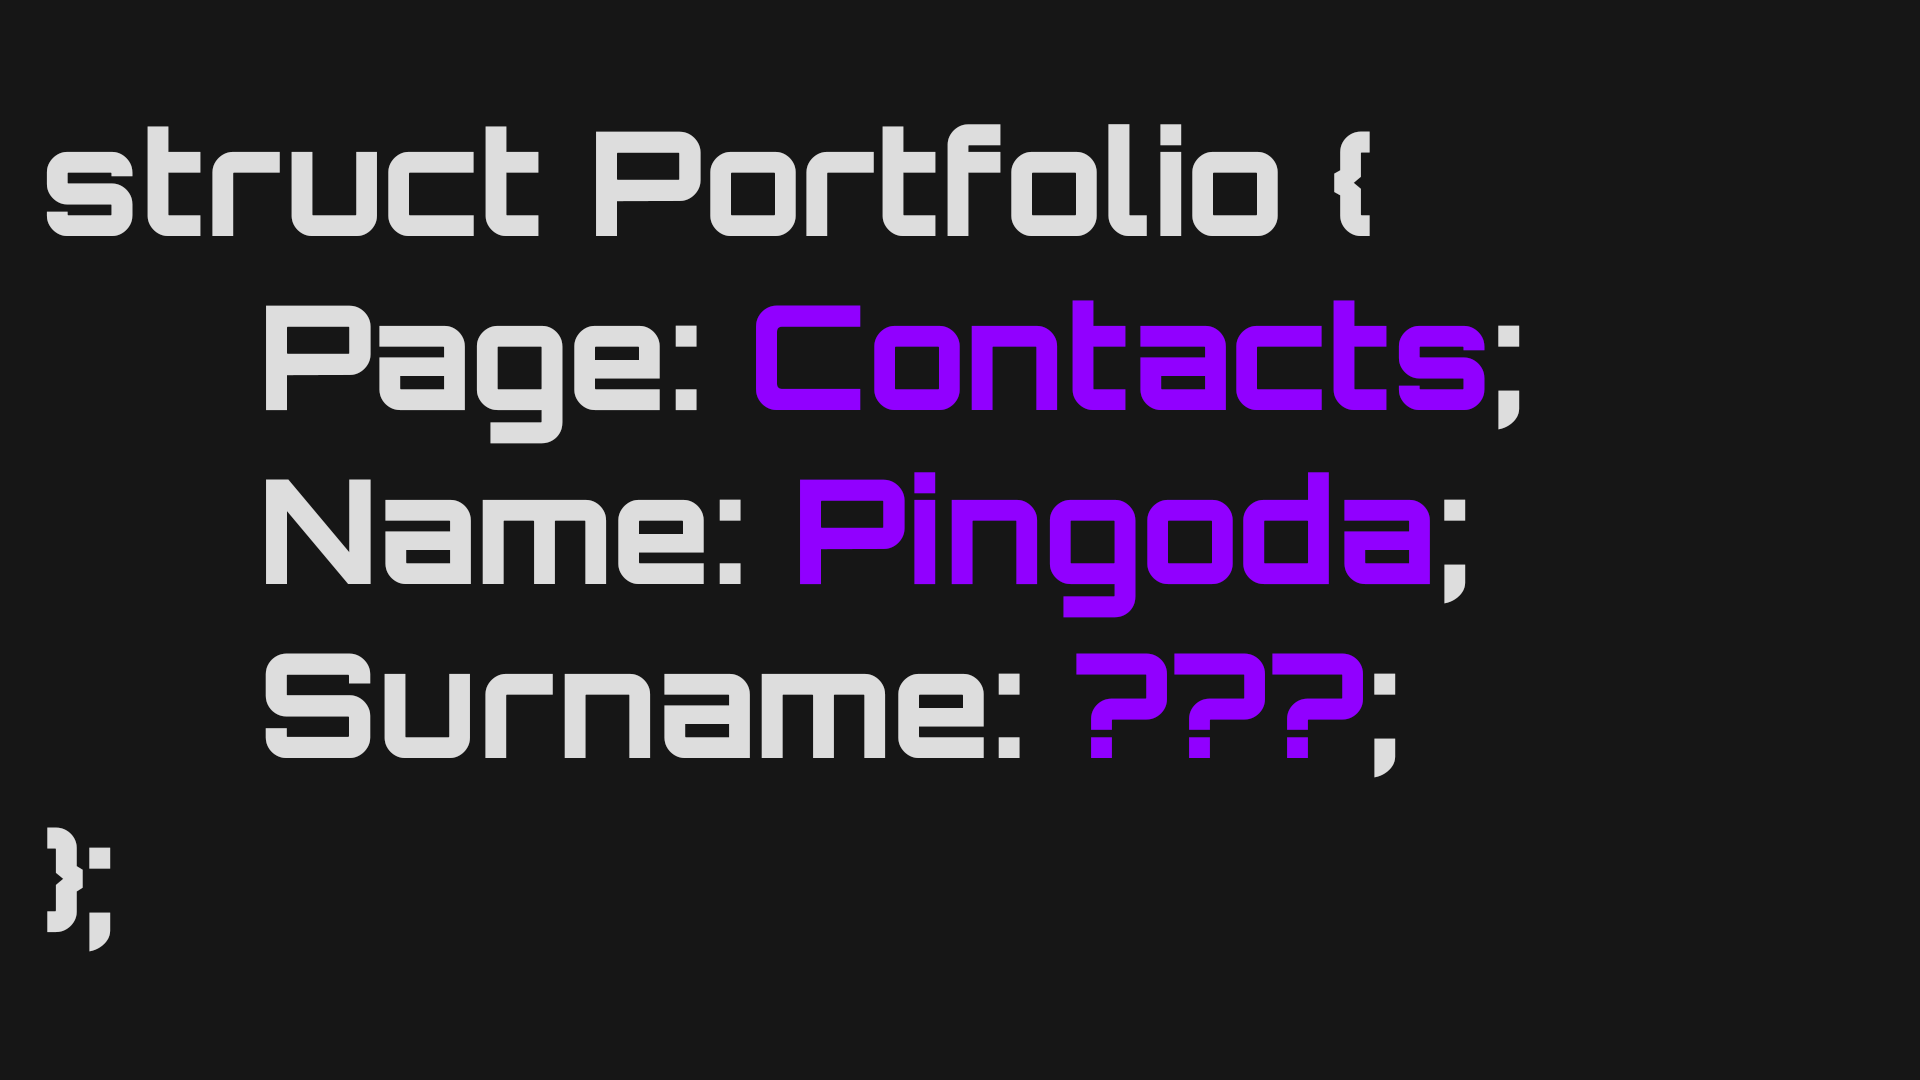 struct Portfolio {
Page: Contacts;
Name: Pingoda;
Surname: ???;
};